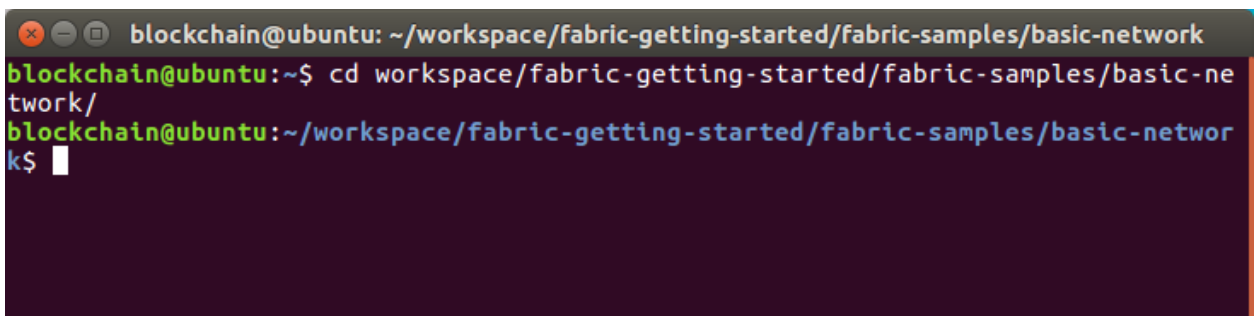 blockchain@ubuntu: ~/workspace/fabric-getting-started/fabric-samples/basic-network
blockchain@ubuntu:~$ cd workspace/fabric-getting-started/fabric-samples/basic-ne
twork/
blockchain@ubuntu:~/workspace/fabric-getting-started/fabric-samples/basic-networ
k$